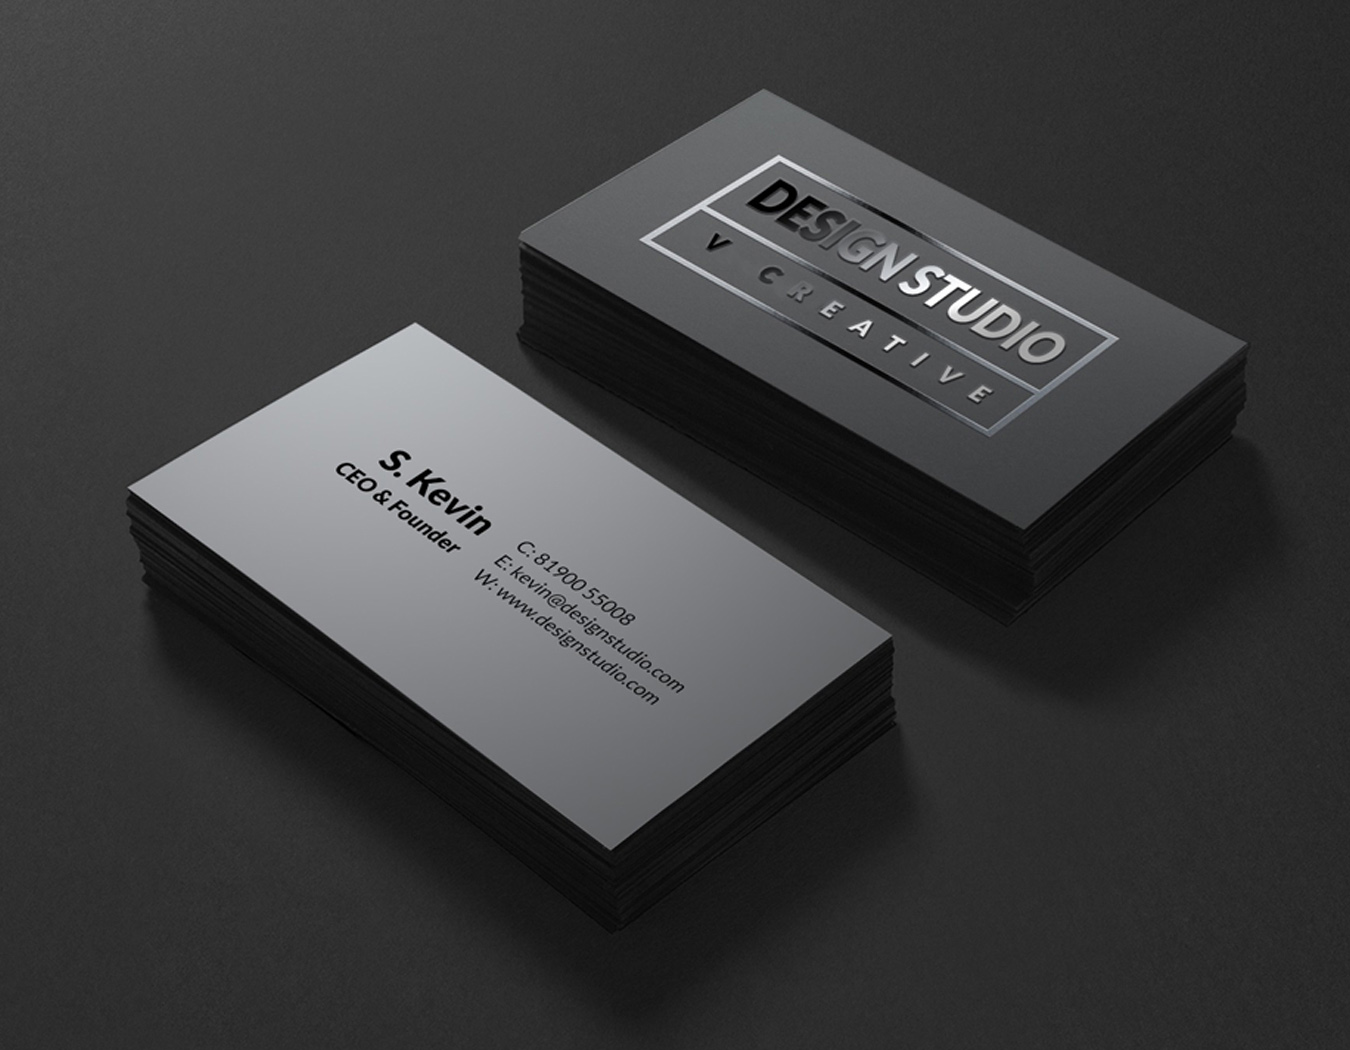 DESIGN STUDIO
V CREATIVE
S. Kevin
CEO & Founder
C: 81900 55008
E: kevin@designstudio.com
W: www.designstudio.com